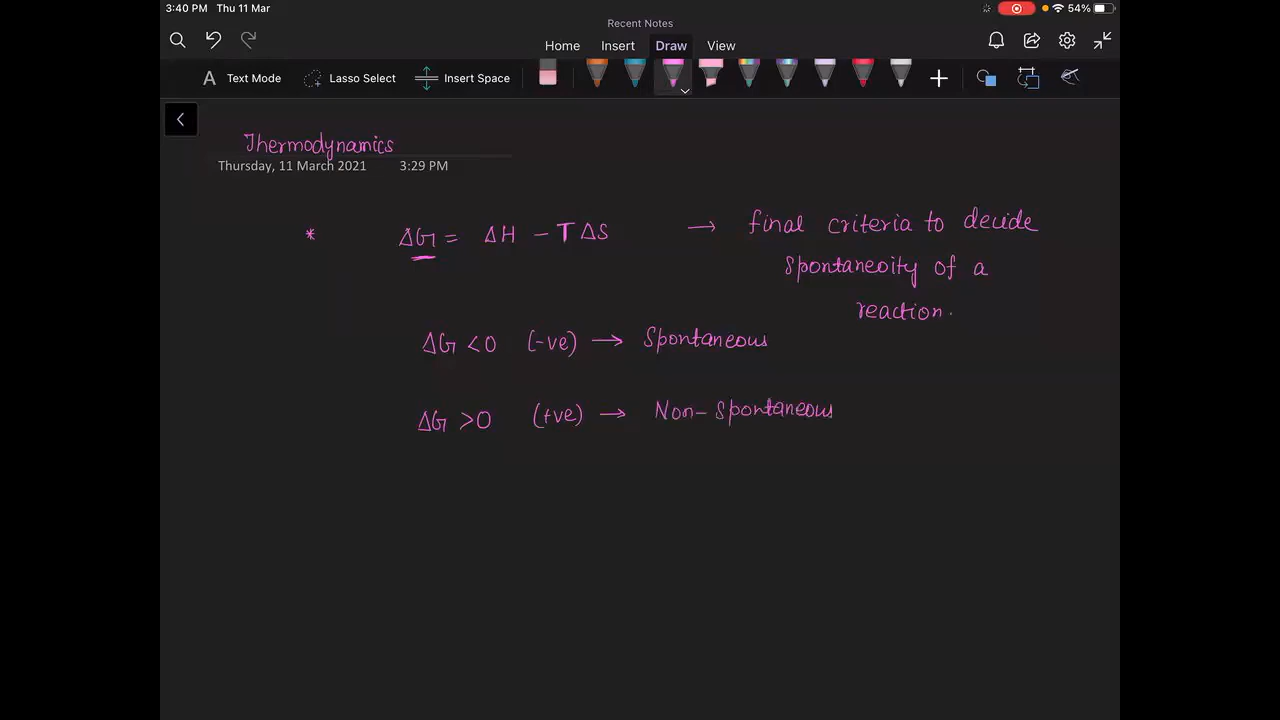 3:40 PM Thu 11 Mar 54%
Recent Notes
Home Insert Draw View
Text Mode Lasso Select Insert Space
Thermodynamics
Thursday, 11 March 2021 3:29 PM
* ΔG = ΔH - TΔS → final criteria to decide
spontaneoity of a
reaction.
ΔG <0 (-ve) → Spontaneous
ΔG >0 (+ve) → Non-spontaneous